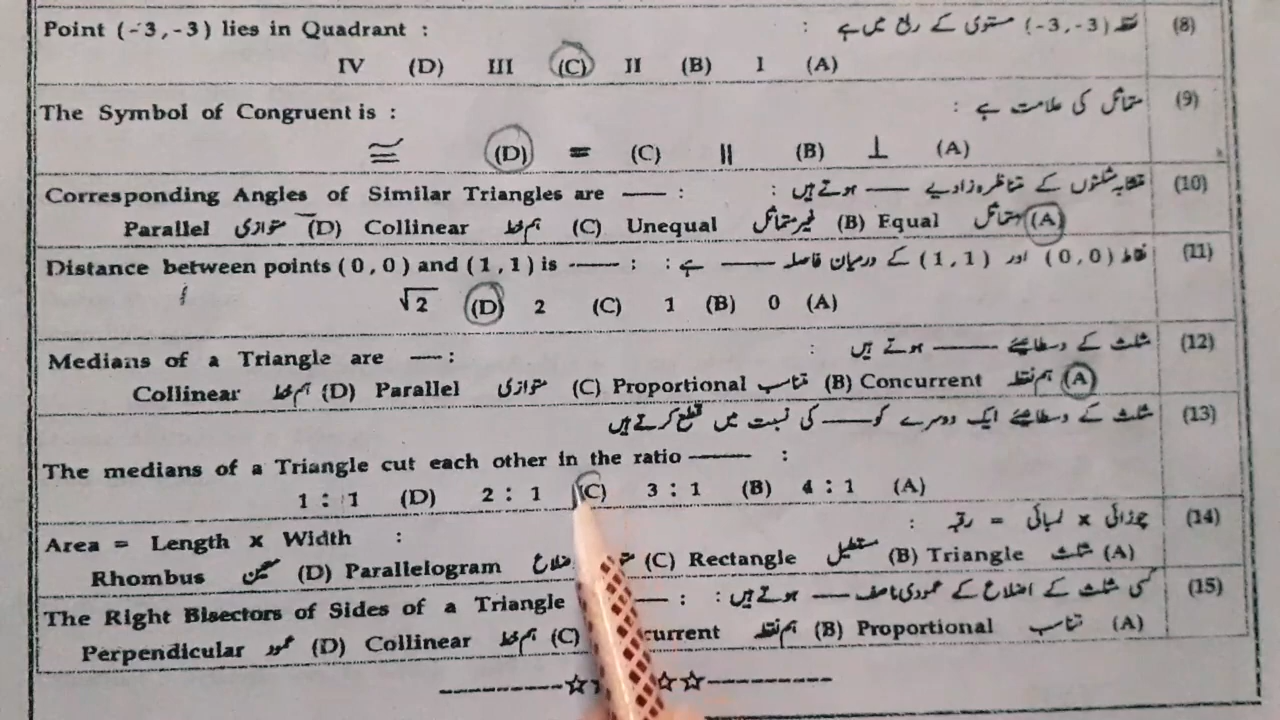 Point (-3,-3) lies in Quadrant : نقطہ (-3,-3) مستوی کے ربع میں ہے : (8)
IV (D) III (C) II (B) 1 (A)
The Symbol of Congruent is : متماثل کی علامت ہے : (9)
≅ (D) = (C) || (B) ⊥ (A)
Corresponding Angles of Similar Triangles are — : متشابہ مثلثوں کے متناظرہ زاویے — ہوتے ہیں : (10)
Parallel متوازی (D) Collinear ہم خط (C) Unequal غیر متماثل (B) Equal متماثل (A)
Distance between points (0,0) and (1,1) is —— : نقاط (0,0) اور (1,1) کے درمیان فاصلہ —— ہے : (11)
√2 (D) 2 (C) 1 (B) 0 (A)
Medians of a Triangle are —: مثلث کے وسطانیے —— ہوتے ہیں : (12)
Collinear ہم خط (D) Parallel متوازی (C) Proportional متناسب (B) Concurrent ہم نقطہ (A)
مثلث کے وسطانیے ایک دوسرے کو —— کی نسبت میں قطع کرتے ہیں (13)
The medians of a Triangle cut each other in the ratio —— :
1 : 1 (D) 2 : 1 (C) 3 : 1 (B) 4 : 1 (A)
Area = Length x Width : چوڑائی x لمبائی = رقبہ : (14)
Rhombus معین (D) Parallelogram اضلاع (C) Rectangle مستطیل (B) Triangle مثلث (A)
The Right Bisectors of Sides of a Triangle — : کسی مثلث کے اضلاع کے عمودی ناصف — ہوتے ہیں : (15)
Perpendicular عمود (D) Collinear ہم خط (C) current ہم نقطہ (B) Proportional متناسب (A)